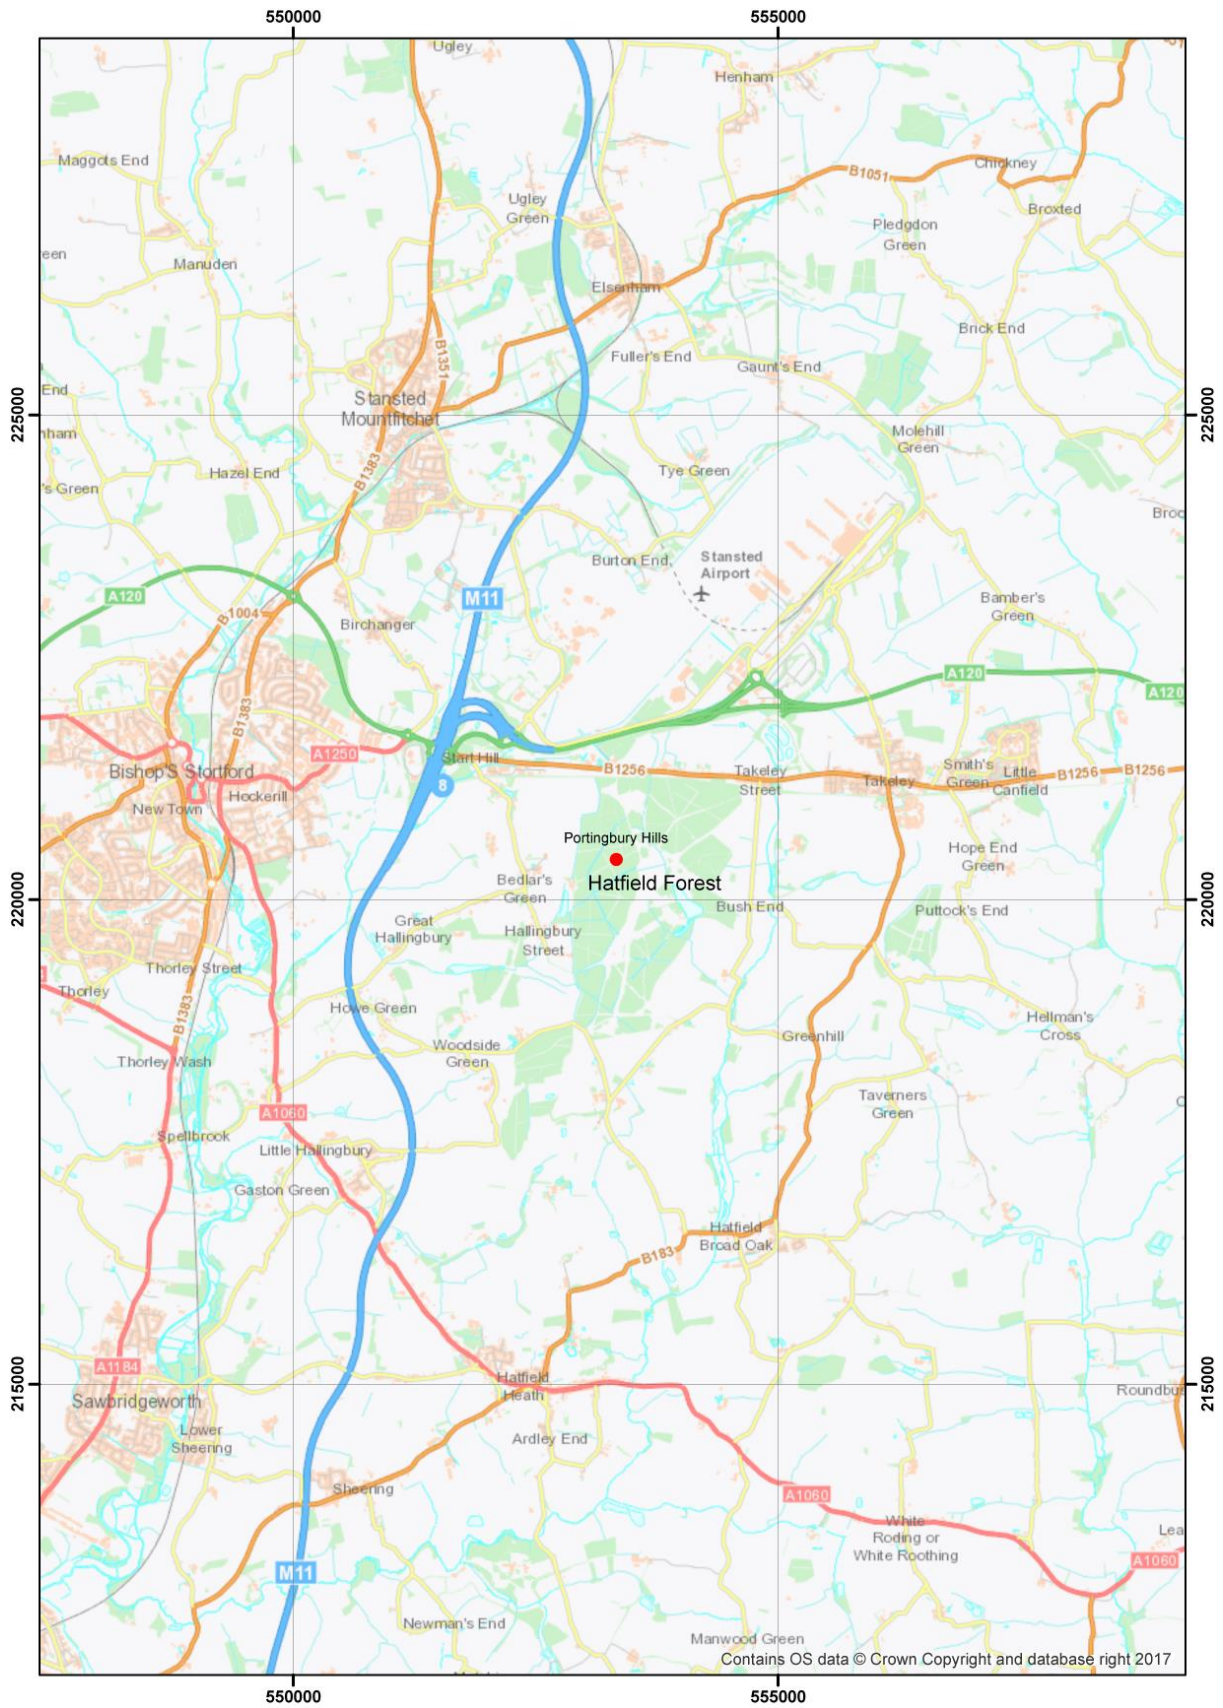 550000
555000
Ugley
Henham
Maggots End
Chickney
B1051
Ugley
Green
Broxted
Pledgdon
Green
een
Manuden
Elsenham
Brick End
B1351
Fuller's End
Gaunt's End
End
Stansted
Mountfitchet
225000
225000
nham
Molehill
Green
Hazel End
B1383
Tye Green
's Green
Broc
Burton End
Stansted
Airport
A120
M11
Bamber's
Green
B1004
Birchanger
A120
A120
B1383
A1250
Start Hill
Bishop'S Stortford
8
B1256
Takeley
Street
Takeley
Smith's
Green
Little
Canfield
B1256
B1256
Hockerill
New Town
Portingbury Hills
Hatfield Forest
Hope End
Green
Bedlar's
Green
220000
220000
Bush End
Puttock's End
Great
Hallingbury
Hallingbury
Street
Thorley Street
Thorley
B1383
Howe Green
Hellman's
Cross
Greenhill
Woodside
Green
Thorley Wash
Taverners
Green
A1060
Spellbrook
Little Hallingbury
Gaston Green
Hatfield
Broad Oak
B183
A1184
Hatfield
Heath
215000
215000
Roundbus
Sawbridgeworth
Lower
Sheering
Ardley End
Sheering
A1060
White
Roding or
White Roothing
Lea
A1060
M11
Newman's End
Manwood Green
Contains OS data © Crown Copyright and database right 2017
550000
555000